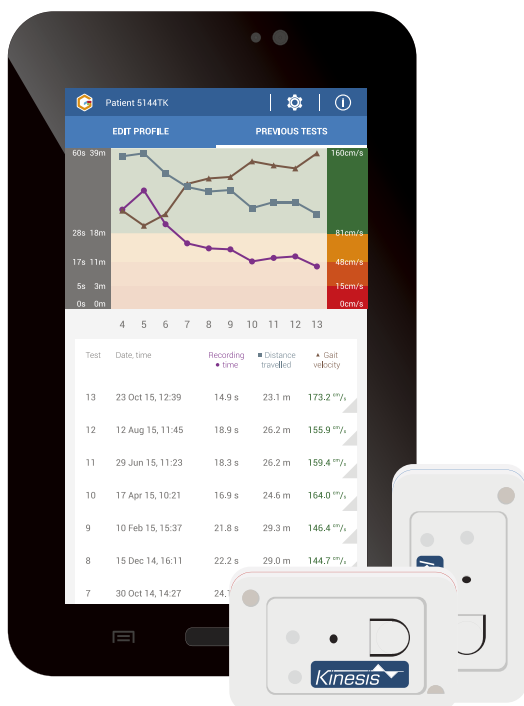 Patient 5144TK
EDIT PROFILE PREVIOUS TESTS
60s 39m 160cm/s
28s 18m 81cm/s
17s 11m 48cm/s
5s 3m 15cm/s
0s 0m 0cm/s
4 5 6 7 8 9 10 11 12 13
Test Date, time Recording Distance Gait
time travelled velocity
13 23 Oct 15, 12:39 14.9 s 23.1 m 173.2 cm/s
12 12 Aug 15, 11:45 18.9 s 26.2 m 155.9 cm/s
11 29 Jun 15, 11:23 18.3 s 26.2 m 159.4 cm/s
10 17 Apr 15, 10:21 16.9 s 24.6 m 164.0 cm/s
9 10 Feb 15, 15:37 21.8 s 29.3 m 146.4 cm/s
8 15 Dec 14, 16:11 22.2 s 29.0 m 144.7 cm/s
7 30 Oct 14, 14:27
Kinesis